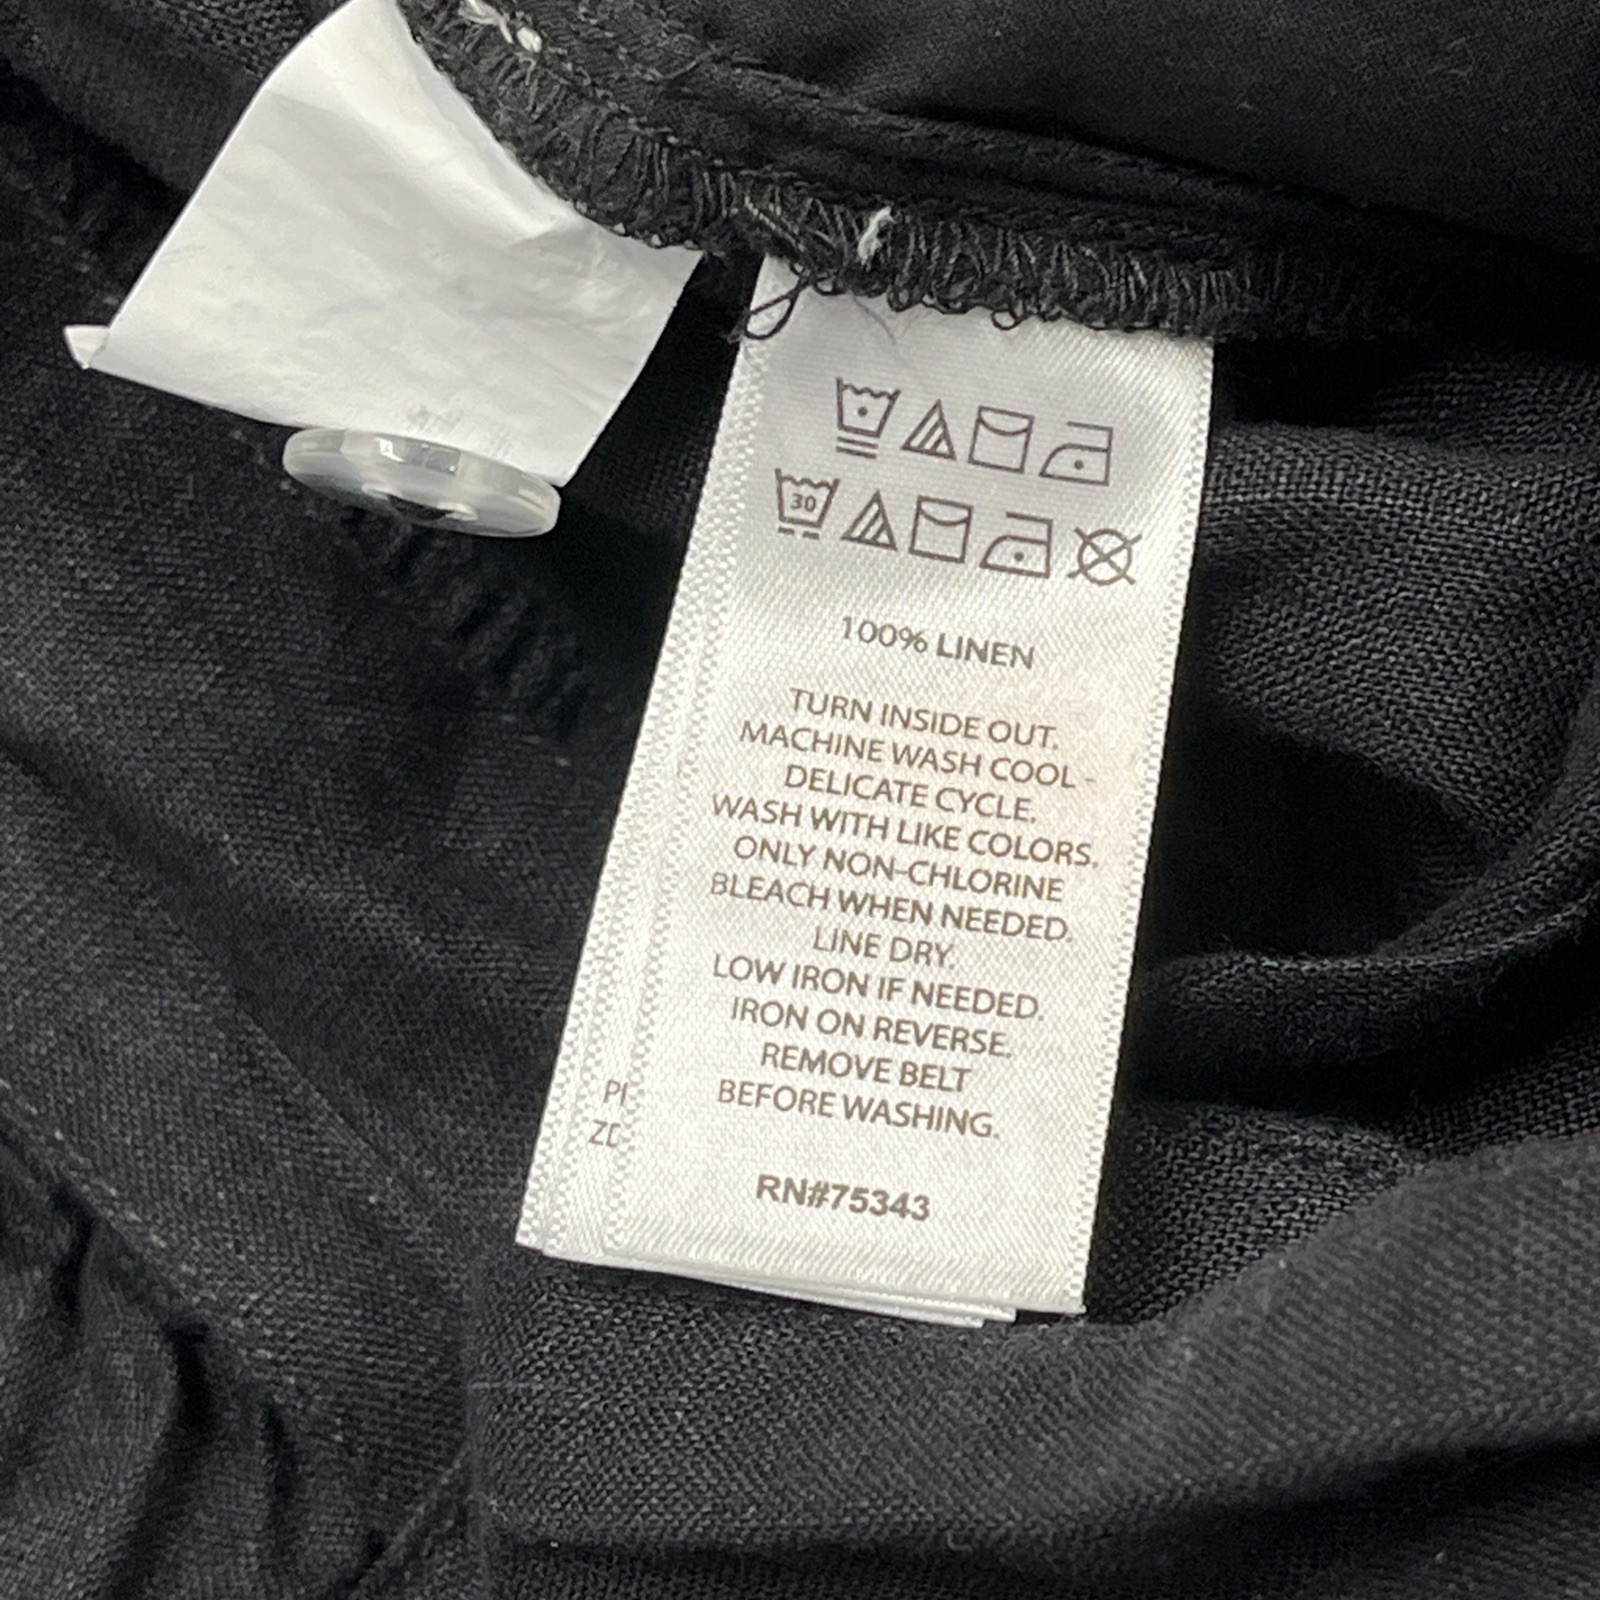 30
100% LINEN
TURN INSIDE OUT.
MACHINE WASH COOL -
DELICATE CYCLE.
WASH WITH LIKE COLORS.
ONLY NON-CHLORINE
BLEACH WHEN NEEDED.
LINE DRY.
LOW IRON IF NEEDED.
IRON ON REVERSE.
REMOVE BELT
BEFORE WASHING.
RN#75343